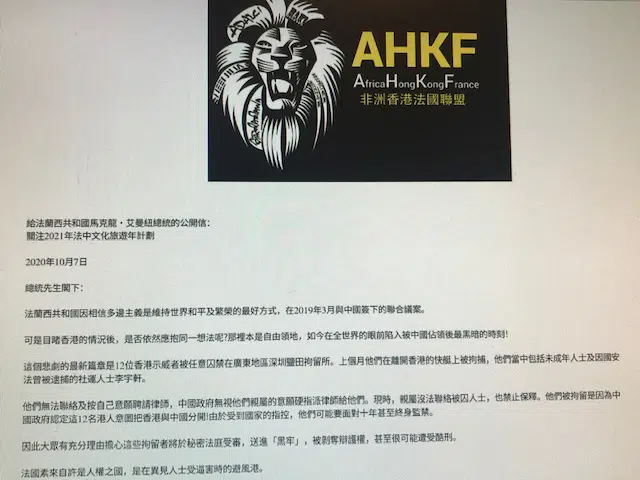 AHKF
AfricaHongKongFrance
非洲香港法國聯盟
給法蘭西共和國馬克龍・艾曼紐總統的公開信：
關注2021年法中文化旅遊年計劃
2020年10月7日
總統先生閣下：
法蘭西共和國因相信多邊主義是維持世界和平及繁榮的最好方式，在2019年3月與中國簽下的聯合議案。
可是目睹香港的情況後，是否依然應抱同一想法呢?那裡本是自由領地，如今在全世界的眼前陷入被中國佔領後最黑暗的時刻!
這個悲劇的最新篇章是12位香港示威者被任意囚禁在廣東地區深圳鹽田拘留所。上個月他們在離開香港的快艇上被拘捕，他們當中包括未成年人士及因國安
法曾被逮捕的社運人士李宇軒。
他們無法聯絡及按自己意願聘請律師，中國政府無視他們親屬的意願硬指派律師給他們。現時，親屬沒法聯絡被囚人士，也禁止保釋。他們被拘留是因為中
國政府認定這12名港人意圖把香港與中國分開!由於受到國家的指控，他們可能要面對十年甚至終身監禁。
因此大眾有充分理由擔心這些拘留者將於秘密法庭受審，送進「黑牢」，被剝奪辯護權，甚至很可能遭受酷刑。
法國素來自許是人權之國，是在異見人士受逼害時的避風港。